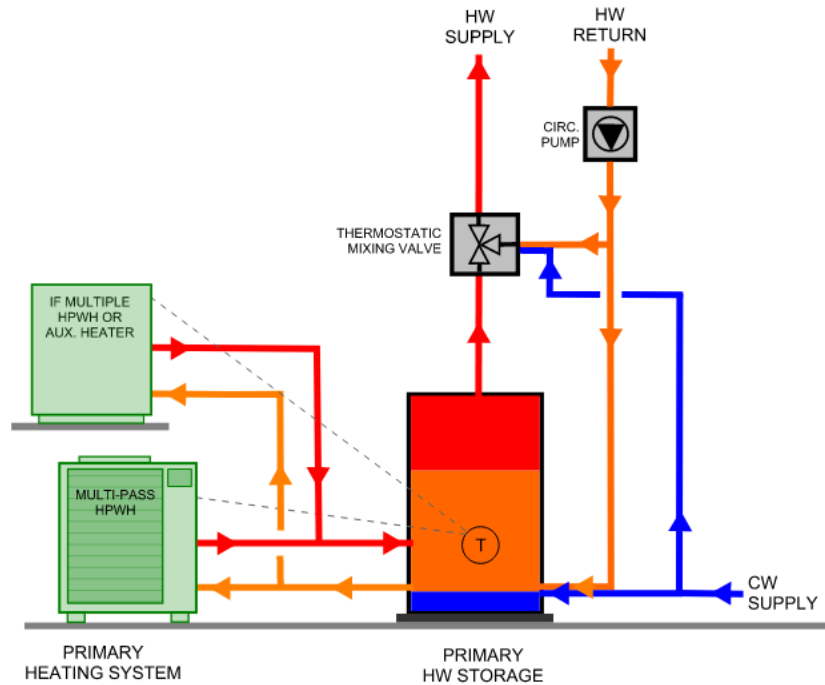 HW
SUPPLY
HW
RETURN
CIRC.
PUMP
THERMOSTATIC
MIXING VALVE
IF MULTIPLE
HPWH OR
AUX. HEATER
MULTI-PASS
HPWH
T
CW
SUPPLY
PRIMARY
HEATING SYSTEM
PRIMARY
HW STORAGE